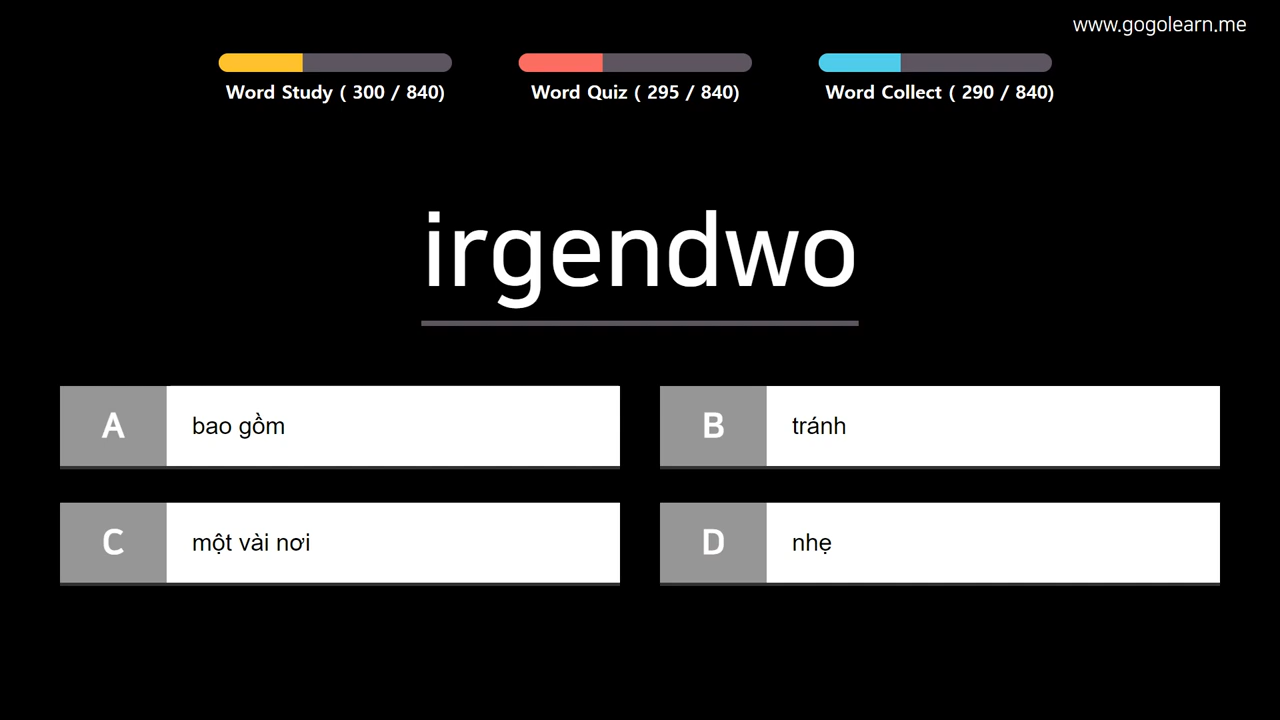 www.gogolearn.me
Word Study ( 300 / 840)
Word Quiz ( 295 / 840)
Word Collect ( 290 / 840)
irgendwo
A bao gồm
B tránh
C một vài nơi
D nhẹ